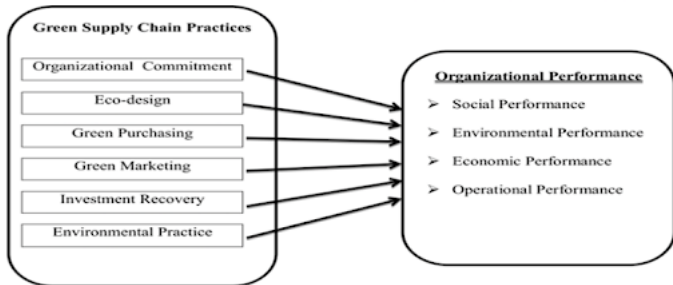 Green Supply Chain Practices
Organizational Commitment
Eco-design
Green Purchasing
Green Marketing
Investment Recovery
Environmental Practice
Organizational Performance
➢ Social Performance
➢ Environmental Performance
➢ Economic Performance
➢ Operational Performance